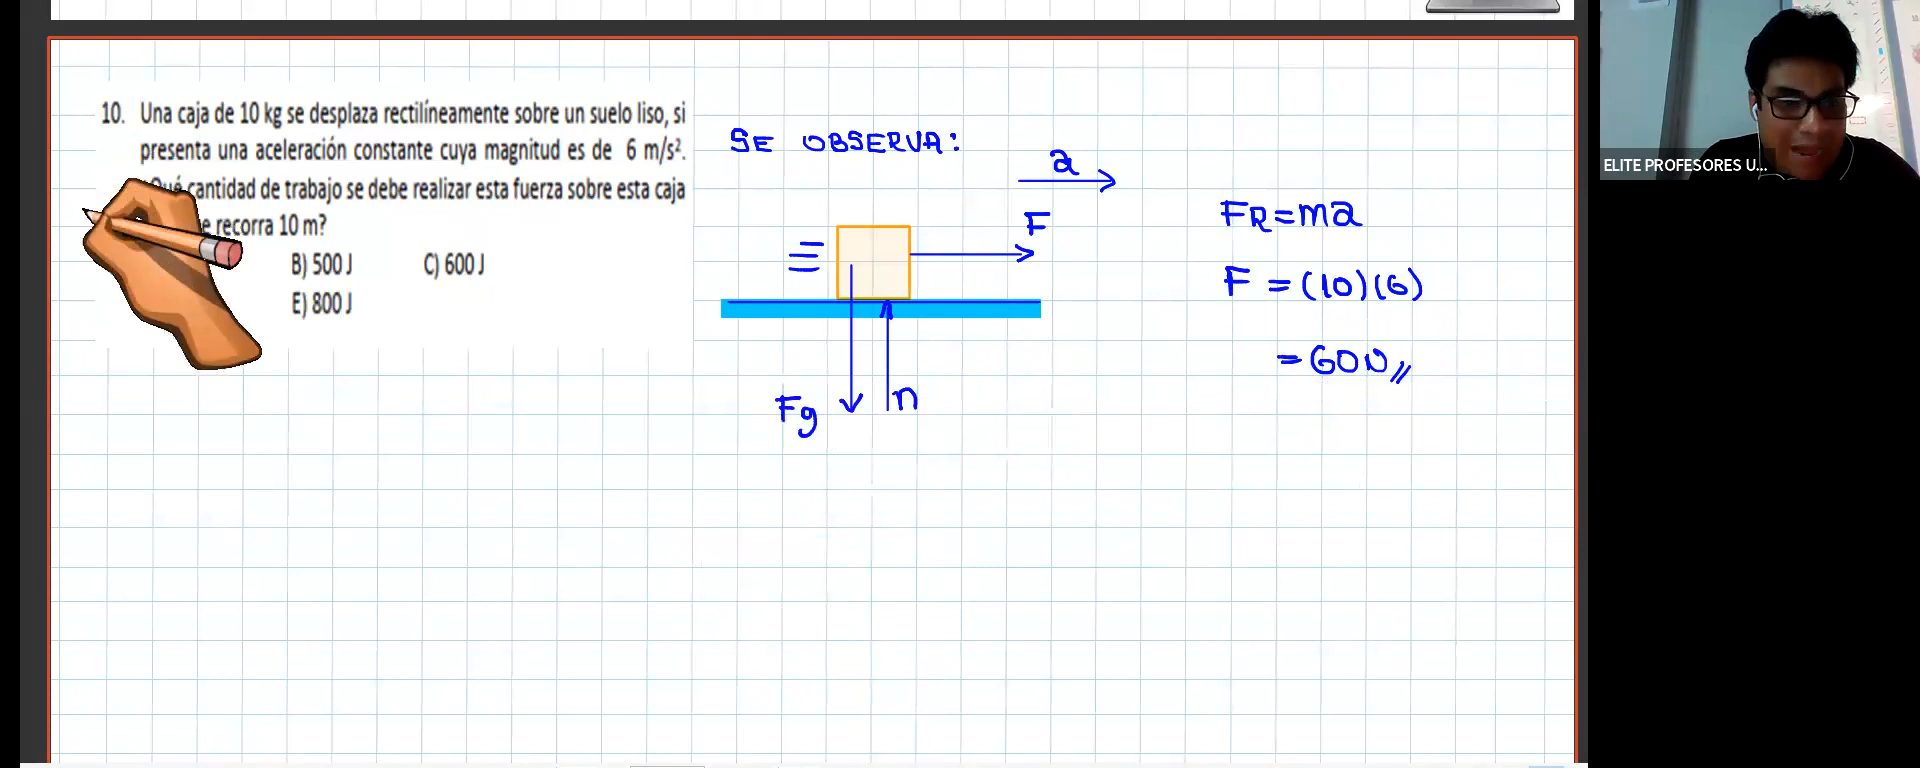 10. Una caja de 10 kg se desplaza rectilíneamente sobre un suelo liso, si
presenta una aceleración constante cuya magnitud es de 6 m/s².
cantidad de trabajo se debe realizar esta fuerza sobre esta caja
recorra 10 m?
B) 500 J C) 600 J
E) 800 J
SE OBSERVA:
a
F
Fg
n
FR=ma
F = (10)(6)
= 60N
ELITE PROFESORES U...